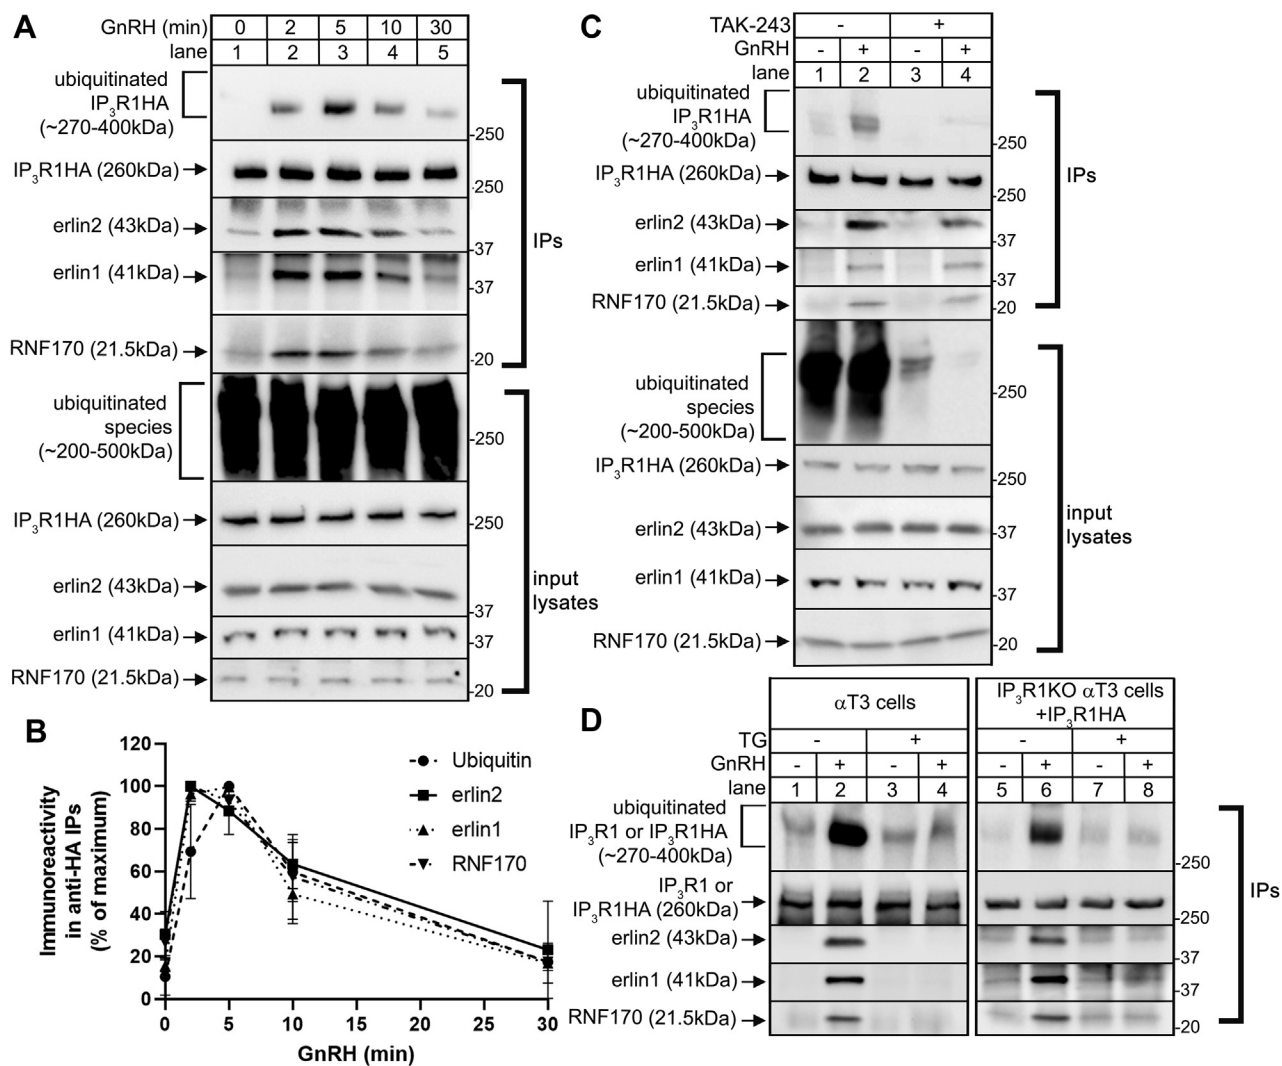 A
GnRH (min) 0 2 5 10 30
lane 1 2 3 4 5
ubiquitinated
IP3R1HA
(~270-400kDa)
-250
IP3R1HA (260kDa)
-250
erlin2 (43kDa)
-37
erlin1 (41kDa)
-37
RNF170 (21.5kDa)
-20
IPs
ubiquitinated
species
(~200-500kDa)
-250
IP3R1HA (260kDa)
-250
erlin2 (43kDa)
-37
erlin1 (41kDa)
-37
RNF170 (21.5kDa)
-20
input
lysates
B
Immunoreactivity
in anti-HA IPs
(% of maximum)
120
100
80
60
40
20
0
0 5 10 15 20 25 30
GnRH (min)
Ubiquitin
erlin2
erlin1
RNF170
C
TAK-243 - +
GnRH - + - +
lane 1 2 3 4
ubiquitinated
IP3R1HA
(~270-400kDa)
-250
IP3R1HA (260kDa)
-250
erlin2 (43kDa)
-37
erlin1 (41kDa)
-37
RNF170 (21.5kDa)
-20
IPs
ubiquitinated
species
(~200-500kDa)
-250
IP3R1HA (260kDa)
-250
erlin2 (43kDa)
-37
erlin1 (41kDa)
-37
RNF170 (21.5kDa)
-20
input
lysates
D
αT3 cells
IP3R1KO αT3 cells
+IP3R1HA
TG - + - +
GnRH - + - + - + - +
lane 1 2 3 4 5 6 7 8
ubiquitinated
IP3R1 or IP3R1HA
(~270-400kDa)
-250
IP3R1 or
IP3R1HA (260kDa)
-250
erlin2 (43kDa)
-37
erlin1 (41kDa)
-37
RNF170 (21.5kDa)
-20
IPs